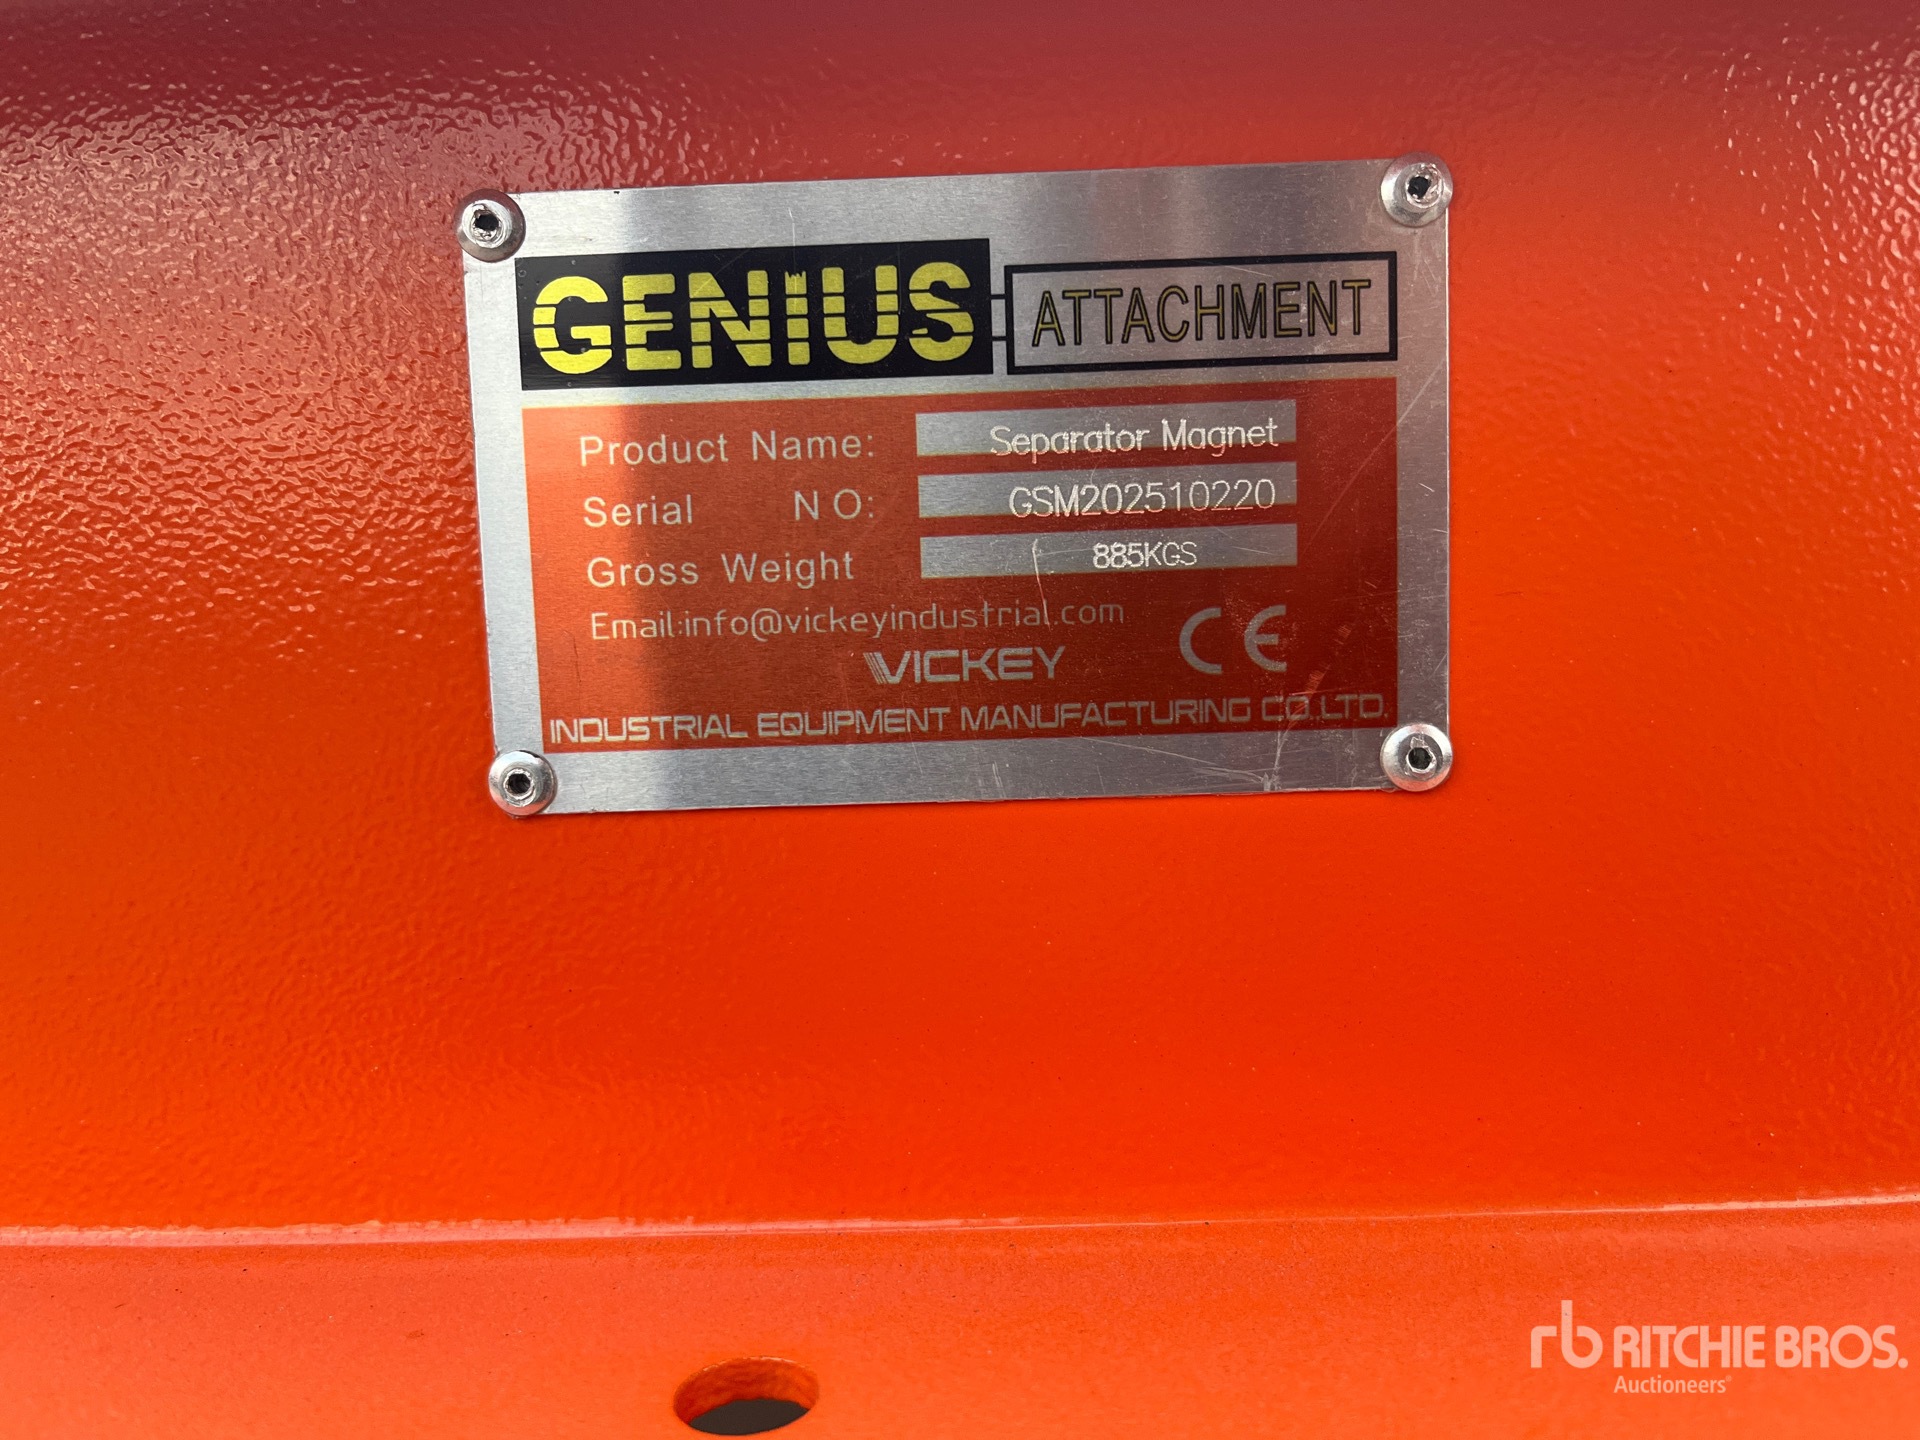 GENIUS ATTACHMENT
Product Name: Separator Magnet
Serial NO: GSM202510220
Gross Weight 885KGS
Email:info@vickeyindustrial.com
VICKEY CE
INDUSTRIAL EQUIPMENT MANUFACTURING CO.,LTD.
rb RITCHIE BROS.
Auctioneers